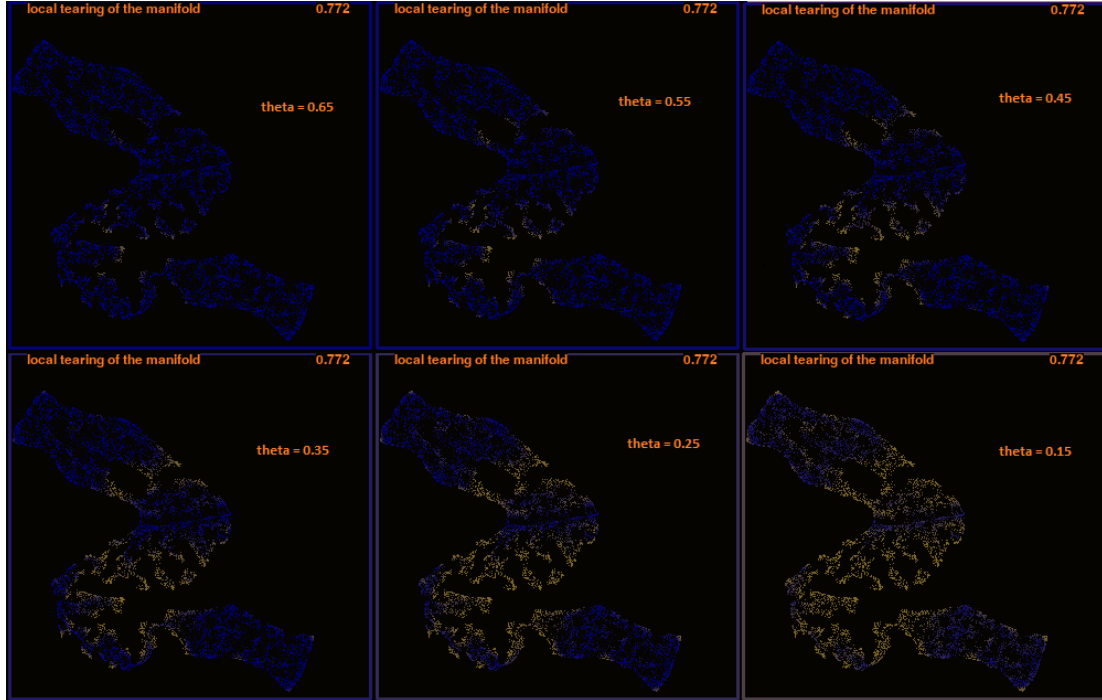 local tearing of the manifold 0.772
theta = 0.65
local tearing of the manifold 0.772
theta = 0.55
local tearing of the manifold 0.772
theta = 0.45
local tearing of the manifold 0.772
theta = 0.35
local tearing of the manifold 0.772
theta = 0.25
local tearing of the manifold 0.772
theta = 0.15